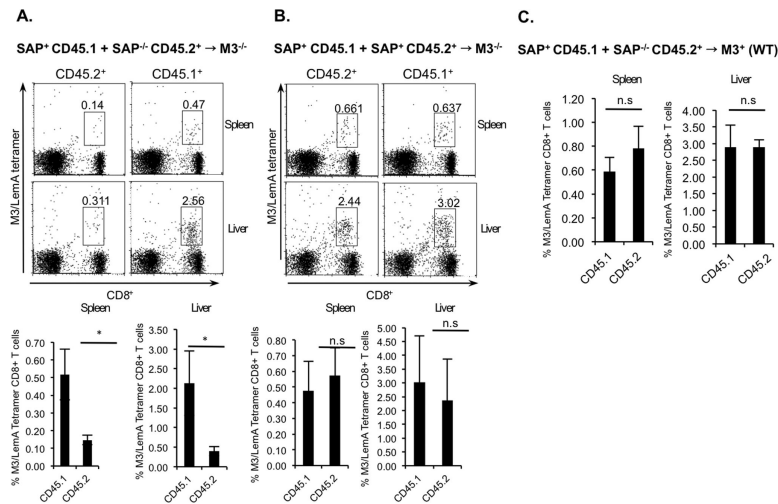 A.
SAP⁺ CD45.1 + SAP⁻/⁻ CD45.2⁺ → M3⁻/⁻
CD45.2⁺ CD45.1⁺
0.14 0.47
Spleen
0.311 2.56
Liver
M3/LemA tetramer
CD8⁺
Spleen
*
% M3/LemA Tetramer CD8+ T cells
0.70
0.60
0.50
0.40
0.30
0.20
0.10
0.00
CD45.1 CD45.2
Liver
*
% M3/LemA Tetramer CD8+ T cells
3.00
2.50
2.00
1.50
1.00
0.50
0.00
CD45.1 CD45.2
B.
SAP⁺ CD45.1 + SAP⁺ CD45.2⁺ → M3⁻/⁻
CD45.2⁺ CD45.1⁺
0.661 0.637
Spleen
2.44 3.02
Liver
M3/LemA tetramer
CD8⁺
Spleen
n.s
% M3/LemA Tetramer CD8+ T cells
0.80
0.70
0.60
0.50
0.40
0.30
0.20
0.10
0.00
CD45.1 CD45.2
Liver
n.s
% M3/LemA Tetramer CD8+ T cells
5.00
4.50
4.00
3.50
3.00
2.50
2.00
1.50
1.00
0.50
0.00
CD45.1 CD45.2
C.
SAP⁺ CD45.1 + SAP⁻/⁻ CD45.2⁺ → M3⁺ (WT)
Spleen
n.s
% M3/LemA Tetramer CD8+ T cells
1.20
1.00
0.80
0.60
0.40
0.20
0.00
CD45.1 CD45.2
Liver
n.s
% M3/LemA Tetramer CD8+ T cells
4.00
3.50
3.00
2.50
2.00
1.50
1.00
0.50
0.00
CD45.1 CD45.2